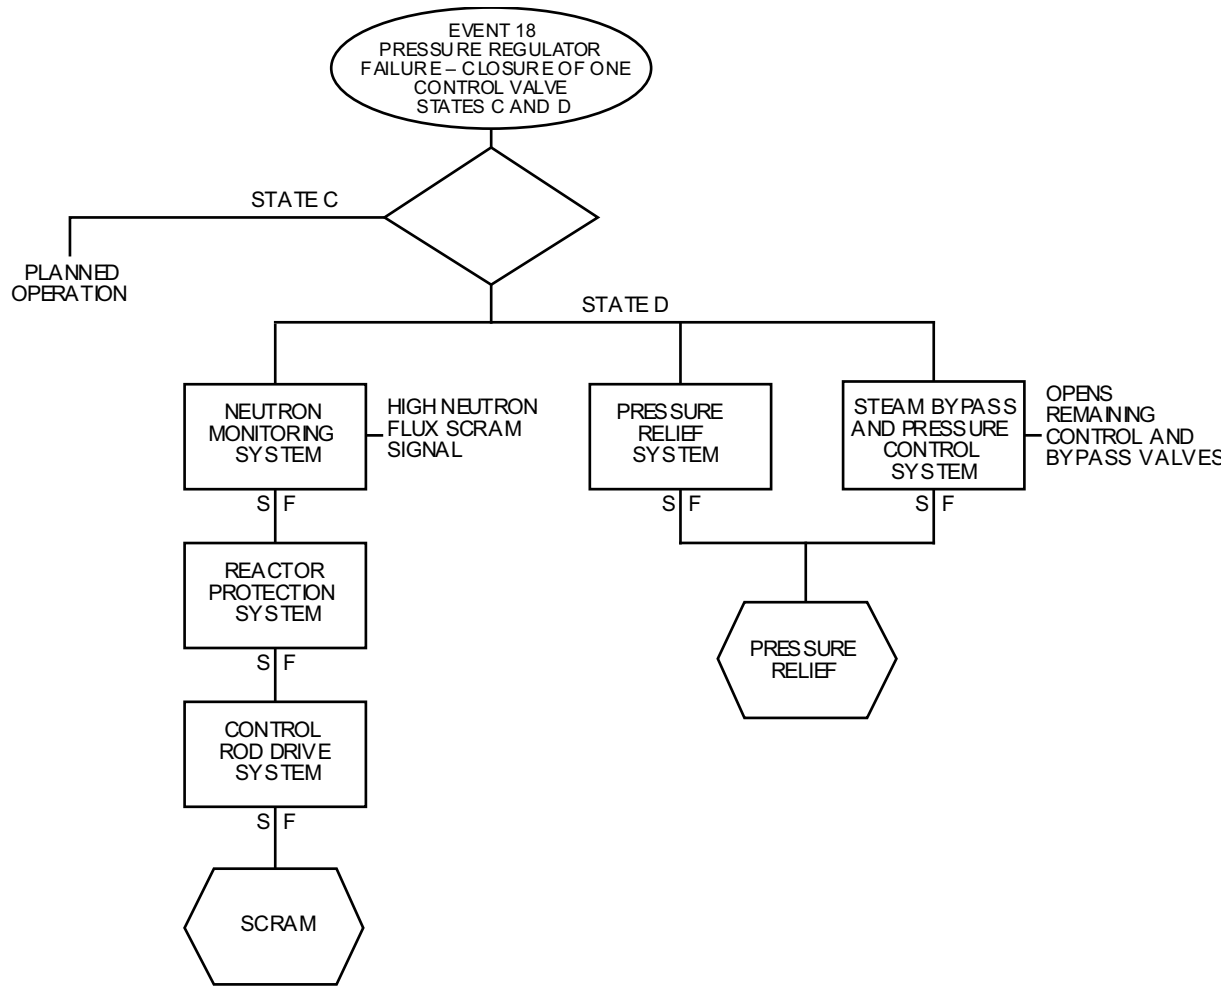 EVENT 18
PRESSURE REGULATOR
FAILURE – CLOSURE OF ONE
CONTROL VALVE
STATES C AND D
STATE C
PLANNED
OPERATION
STATE D
NEUTRON
MONITORING
SYSTEM
HIGH NEUTRON
FLUX SCRAM
SIGNAL
PRESSURE
RELIEF
SYSTEM
STEAM BYPASS
AND PRESSURE
CONTROL
SYSTEM
OPENS
REMAINING
CONTROL AND
BYPASS VALVES
S F
S F
S F
REACTOR
PROTECTION
SYSTEM
PRESSURE
RELIEF
S F
CONTROL
ROD DRIVE
SYSTEM
S F
SCRAM